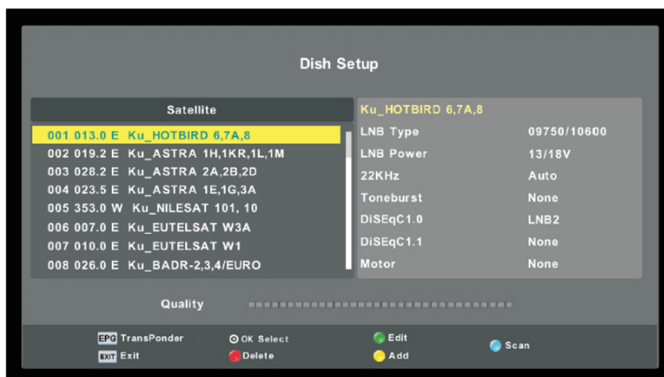 Dish Setup
Satellite
001 013.0 E Ku_HOTBIRD 6,7A,8
002 019.2 E Ku_ASTRA 1H,1KR,1L,1M
003 028.2 E Ku_ASTRA 2A,2B,2D
004 023.5 E Ku_ASTRA 1E,1G,3A
005 353.0 W Ku_NILESAT 101, 10
006 007.0 E Ku_EUTELSAT W3A
007 010.0 E Ku_EUTELSAT W1
008 026.0 E Ku_BADR-2,3,4/EURO
Ku_HOTBIRD 6,7A,8
LNB Type 09750/10600
LNB Power 13/18V
22KHz Auto
Toneburst None
DiSEqC1.0 LNB2
DiSEqC1.1 None
Motor None
Quality
EPG TransPonder OK Select Edit Scan
EXIT Exit Delete Add